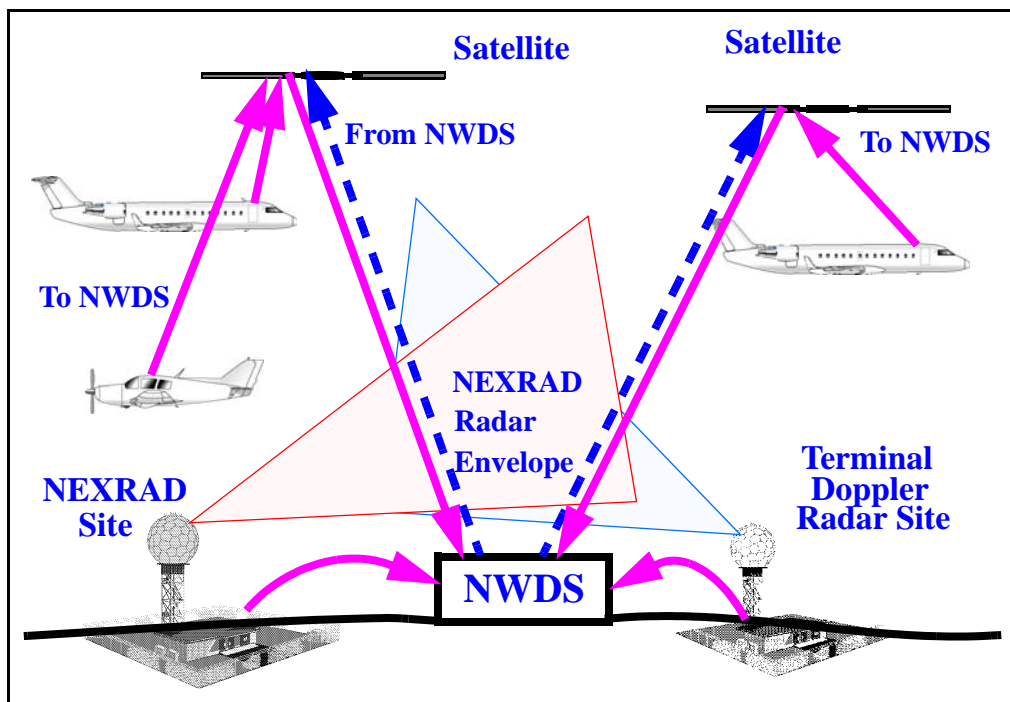 Satellite
Satellite
From NWDS
To NWDS
To NWDS
NEXRAD
Radar
Envelope
NEXRAD
Site
Terminal
Doppler
Radar Site
NWDS